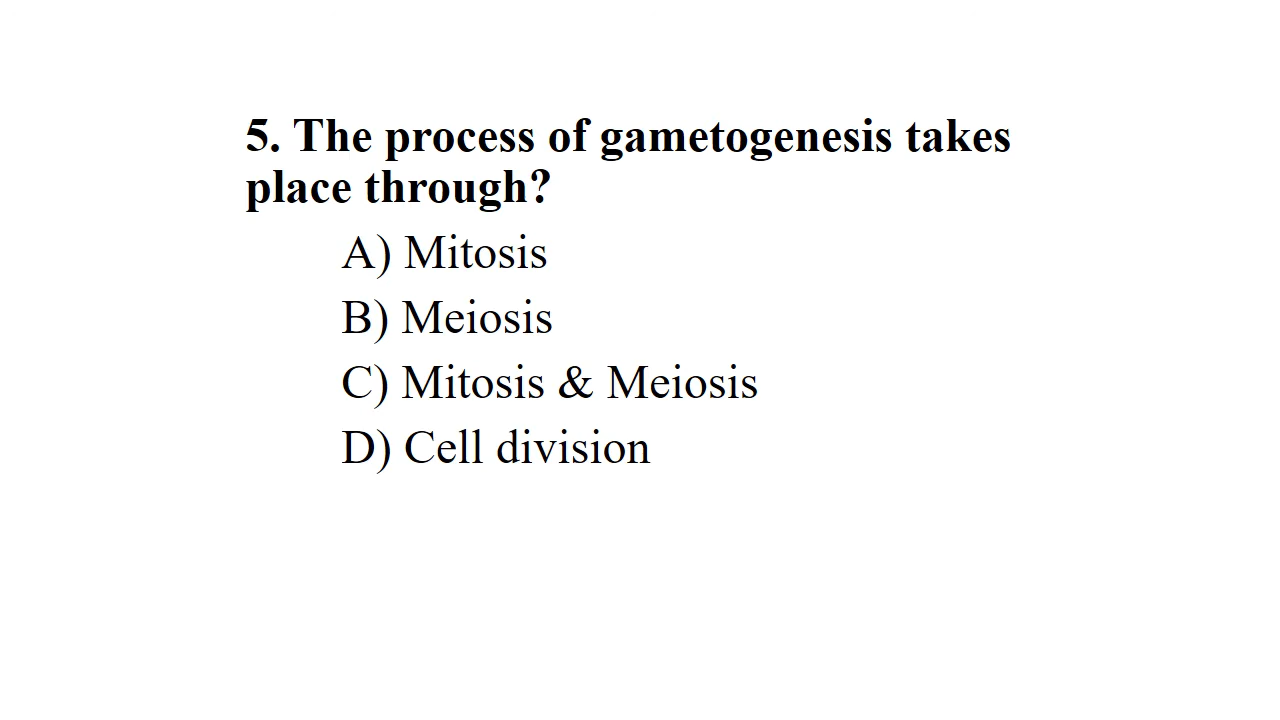 5. The process of gametogenesis takes
place through?
A) Mitosis
B) Meiosis
C) Mitosis & Meiosis
D) Cell division